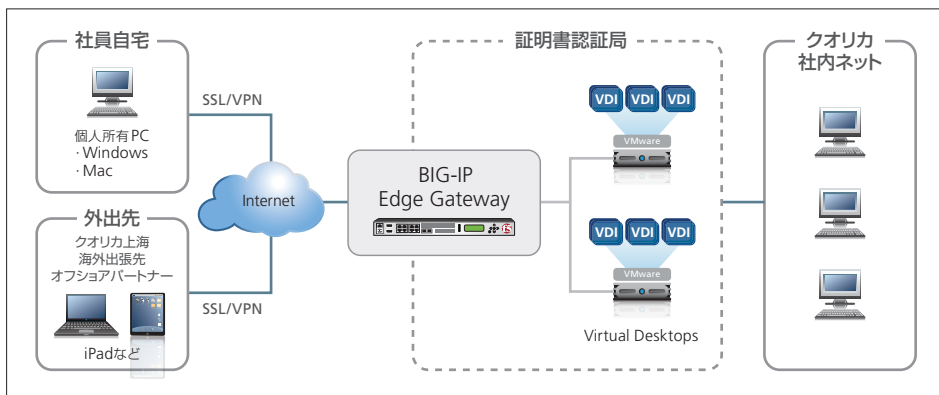 社員自宅
個人所有PC
・Windows
・Mac
SSL/VPN
外出先
クオリカ上海
海外出張先
オフショアパートナー
iPadなど
SSL/VPN
Internet
BIG-IP
Edge Gateway
証明書認証局
VDI VDI VDI
VMware
VDI VDI VDI
VMware
Virtual Desktops
クオリカ
社内ネット